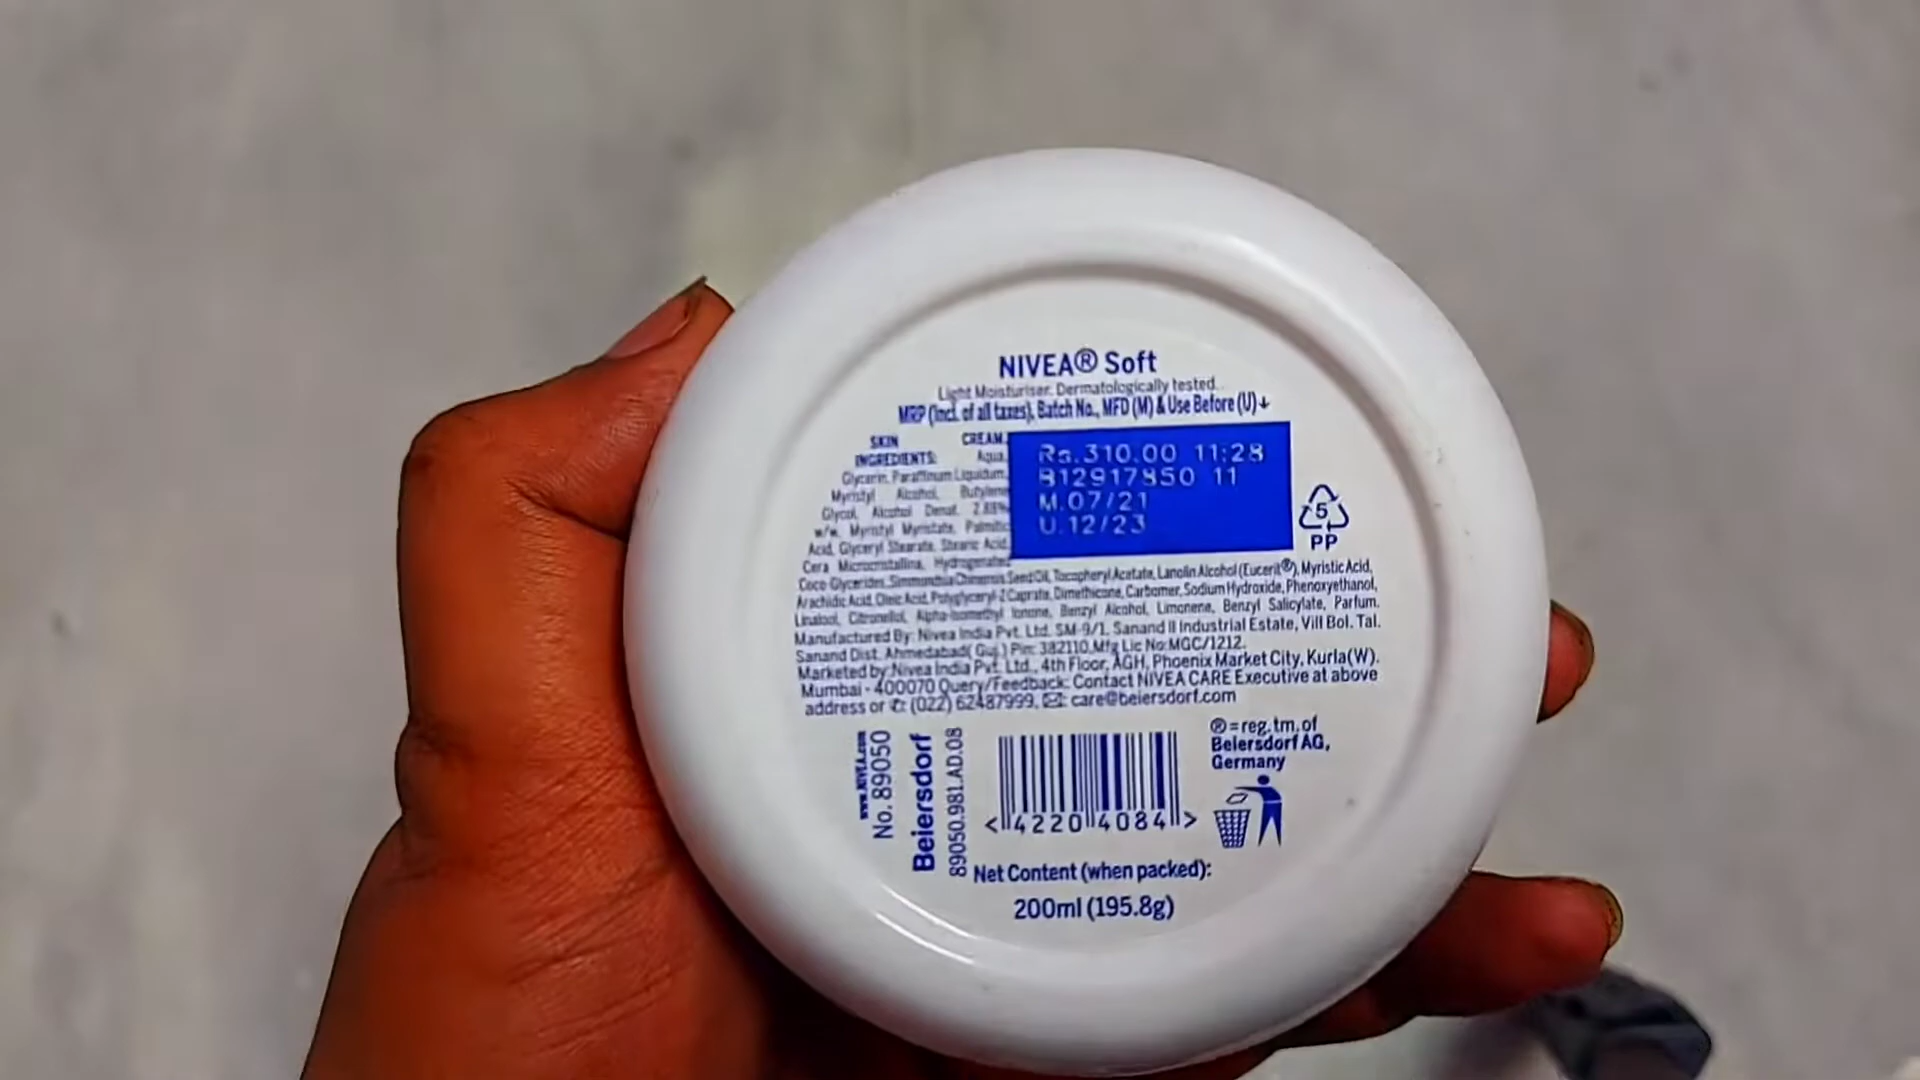 NIVEA® Soft
Light Moisturiser. Dermatologically tested.
MRP (incl. of all taxes), Batch No., MFD (M) & Use Before (U)↓
SKIN CREAM.
INGREDIENTS: Aqua,
Glycerin, Paraffinum Liquidum,
Myristyl Alcohol, Butylene
Glycol, Alcohol Denat. 2.88%
w/w, Myristyl Myristate, Palmitic
Acid, Glyceryl Stearate, Stearic Acid,
Cera Microcristallina, Hydrogenated
Rs.310.00 11:28
B12917850 11
M.07/21
U.12/23
5
PP
Coco-Glycerides, Simmondsia Chinensis Seed Oil, Tocopheryl Acetate, Lanolin Alcohol (Eucerit®), Myristic Acid,
Arachidic Acid, Oleic Acid, Polyglyceryl-2 Caprate, Dimethicone, Carbomer, Sodium Hydroxide, Phenoxyethanol,
Linalool, Citronellol, Alpha-Isomethyl Ionone, Benzyl Alcohol, Limonene, Benzyl Salicylate, Parfum.
Manufactured By: Nivea India Pvt. Ltd. SM-9/1, Sanand II Industrial Estate, Vill Bol. Tal.
Sanand Dist. Ahmedabad( Guj.) Pin: 382110.Mfg Lic No:MGC/1212.
Marketed by:Nivea India Pvt. Ltd., 4th Floor, AGH, Phoenix Market City, Kurla(W).
Mumbai - 400070 Query/Feedback: Contact NIVEA CARE Executive at above
address or ✆: (022) 62487999, ✉: care@beiersdorf.com
www.NIVEA.com
No. 89050
Beiersdorf
89050.981.AD.08
<4220 4084>
®=reg.tm.of
Beiersdorf AG,
Germany
Net Content (when packed):
200ml (195.8g)